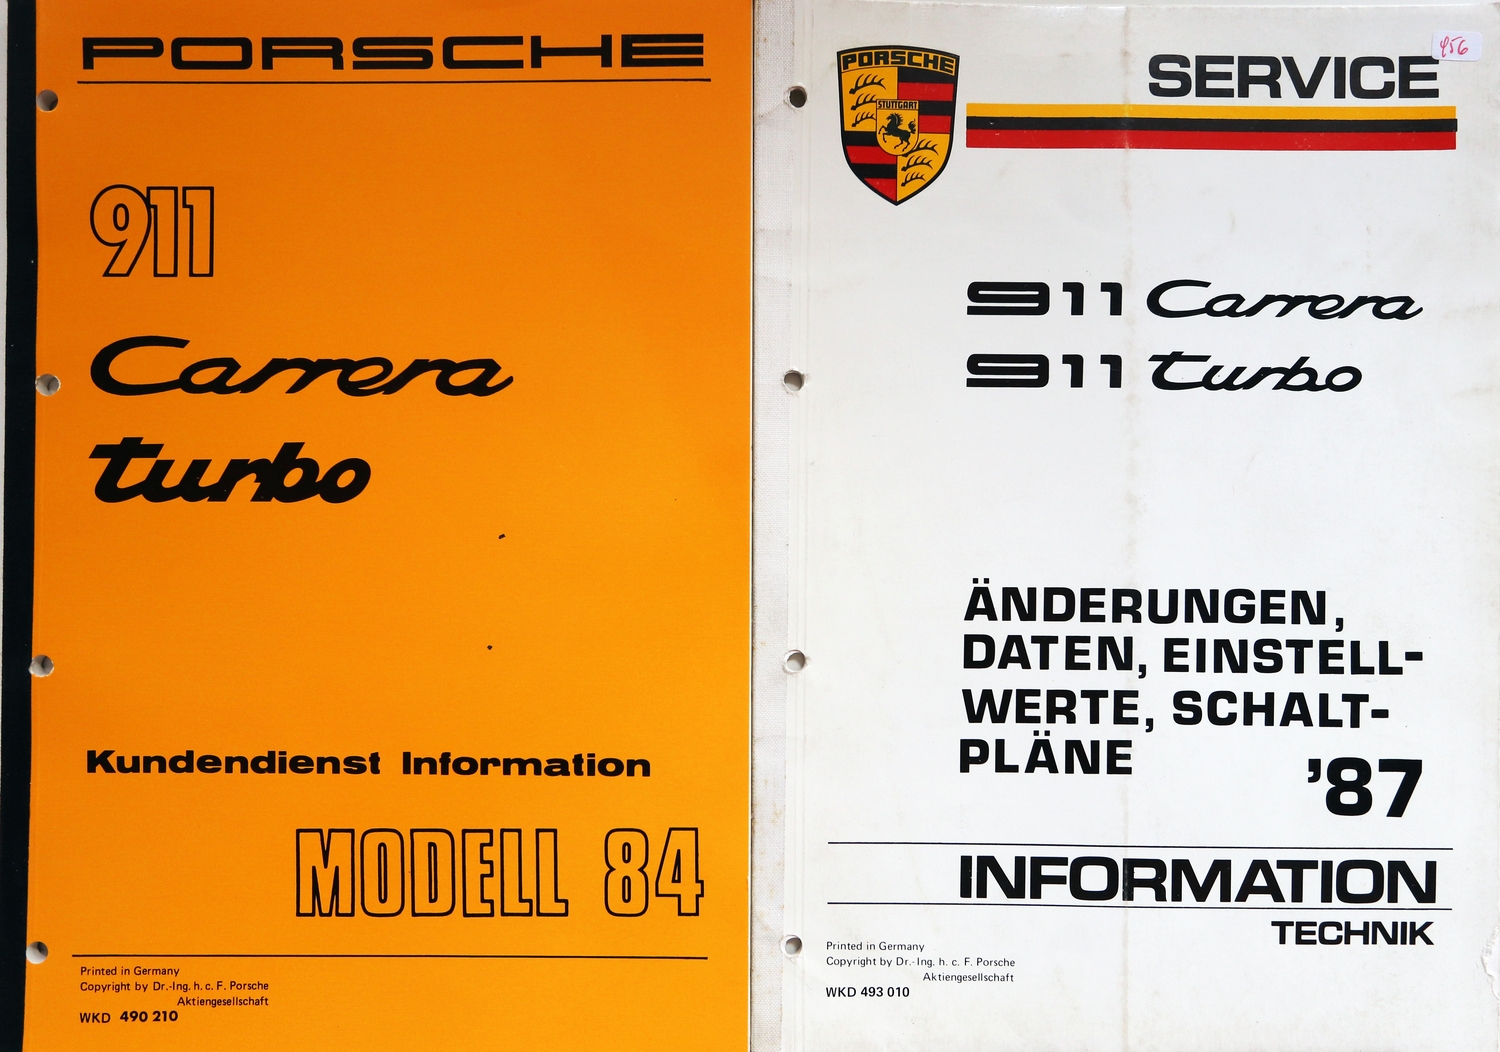 PORSCHE
911
Carrera
turbo
Kundendienst Information
MODELL 84
Printed in Germany
Copyright by Dr.-Ing. h. c. F. Porsche
Aktiengesellschaft
WKD 490 210
PORSCHE
STUTTGART
SERVICE
956
911 Carrera
911 turbo
ÄNDERUNGEN,
DATEN, EINSTELL-
WERTE, SCHALT-
PLÄNE
'87
INFORMATION
TECHNIK
Printed in Germany
Copyright by Dr.-Ing. h. c. F. Porsche
Aktiengesellschaft
WKD 493 010